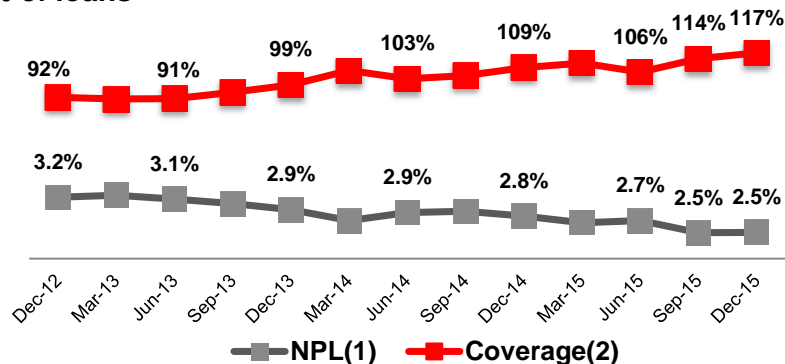 % of loans
92% 91% 99% 103% 109% 106% 114% 117%
3.2% 3.1% 2.9% 2.9% 2.8% 2.7% 2.5% 2.5%
Dec-12 Mar-13 Jun-13 Sep-13 Dec-13 Mar-14 Jun-14 Sep-14 Dec-14 Mar-15 Jun-15 Sep-15 Dec-15
NPL(1) Coverage(2)